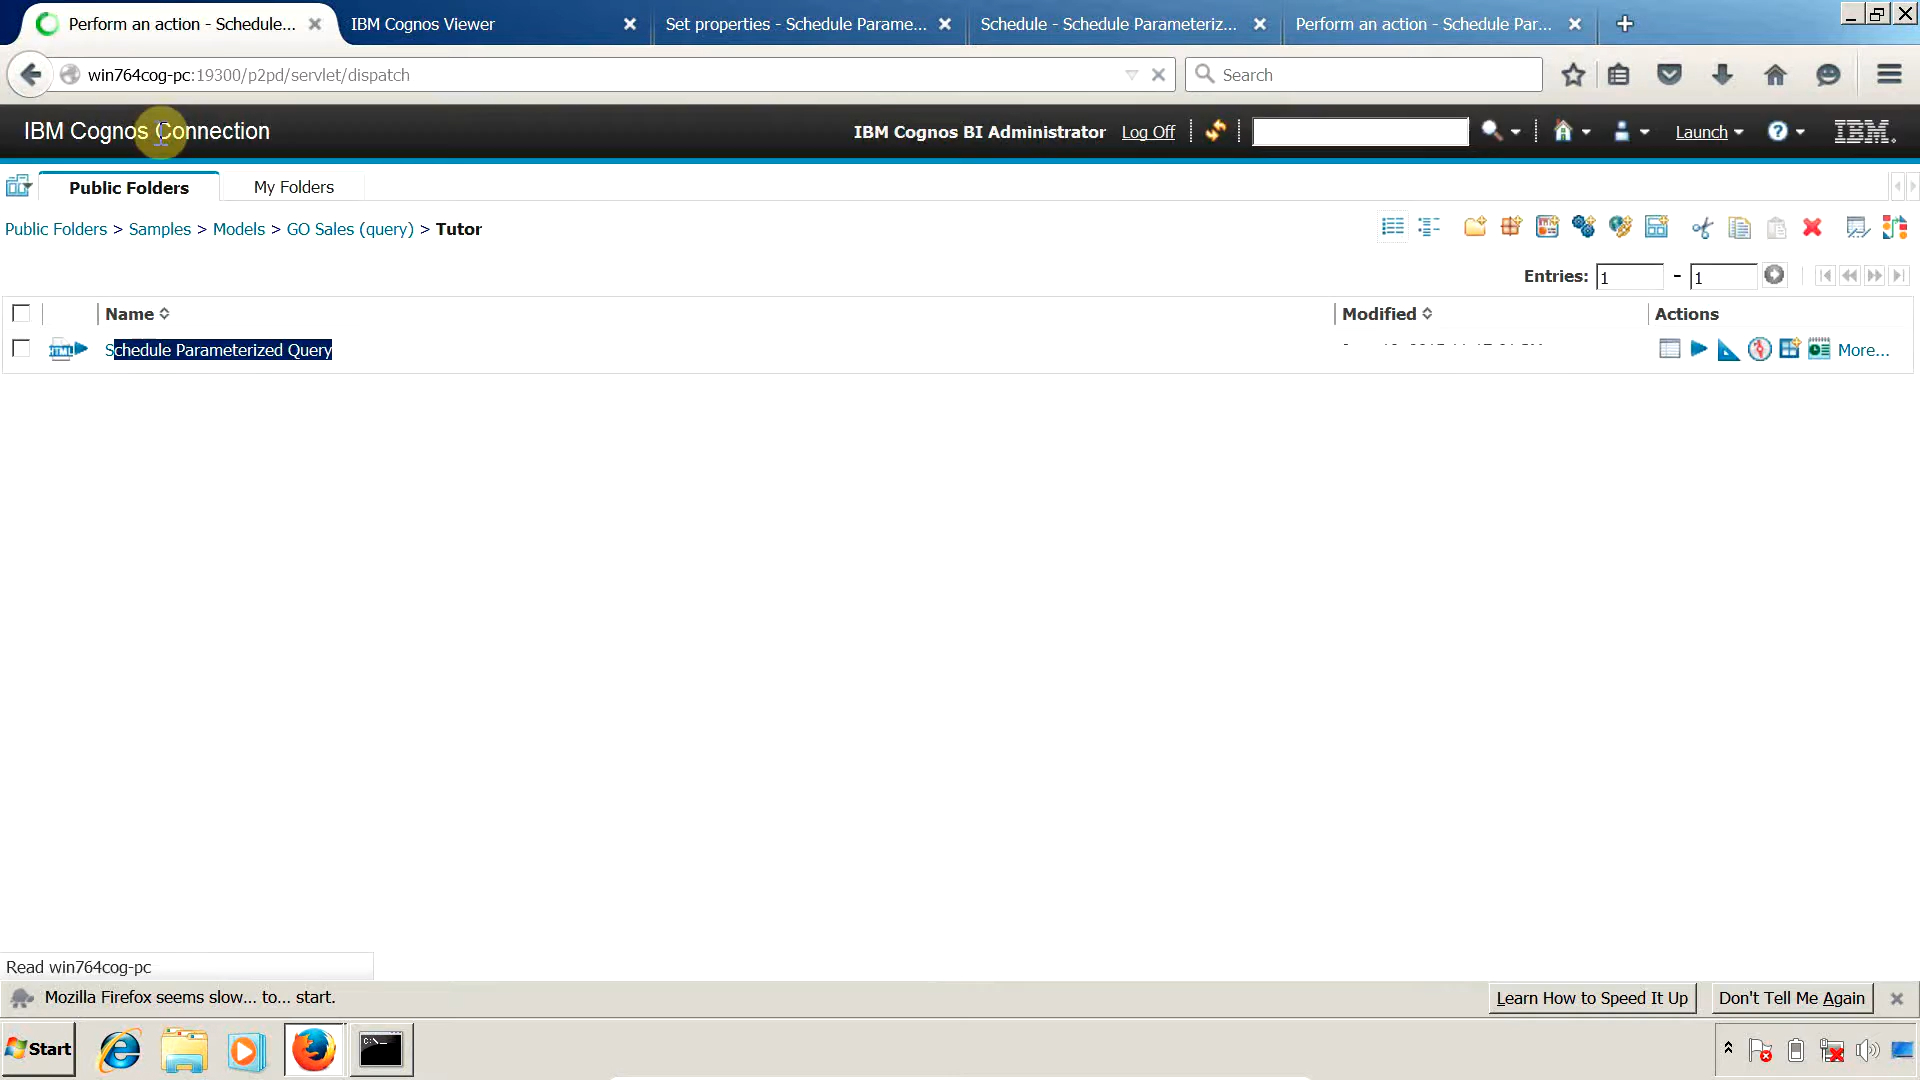 Perform an action - Schedule...
IBM Cognos Viewer
Set properties - Schedule Parame...
Schedule - Schedule Parameteriz...
Perform an action - Schedule Par...
win764cog-pc:19300/p2pd/servlet/dispatch
Search
IBM Cognos Connection
IBM Cognos BI Administrator
Log Off
Launch
IBM.
Public Folders
My Folders
Public Folders > Samples > Models > GO Sales (query) > Tutor
Entries: 1 - 1
Name
Modified
Actions
HTML
Schedule Parameterized Query
More...
Read win764cog-pc
Mozilla Firefox seems slow... to... start.
Learn How to Speed It Up
Don't Tell Me Again
Start
C:\